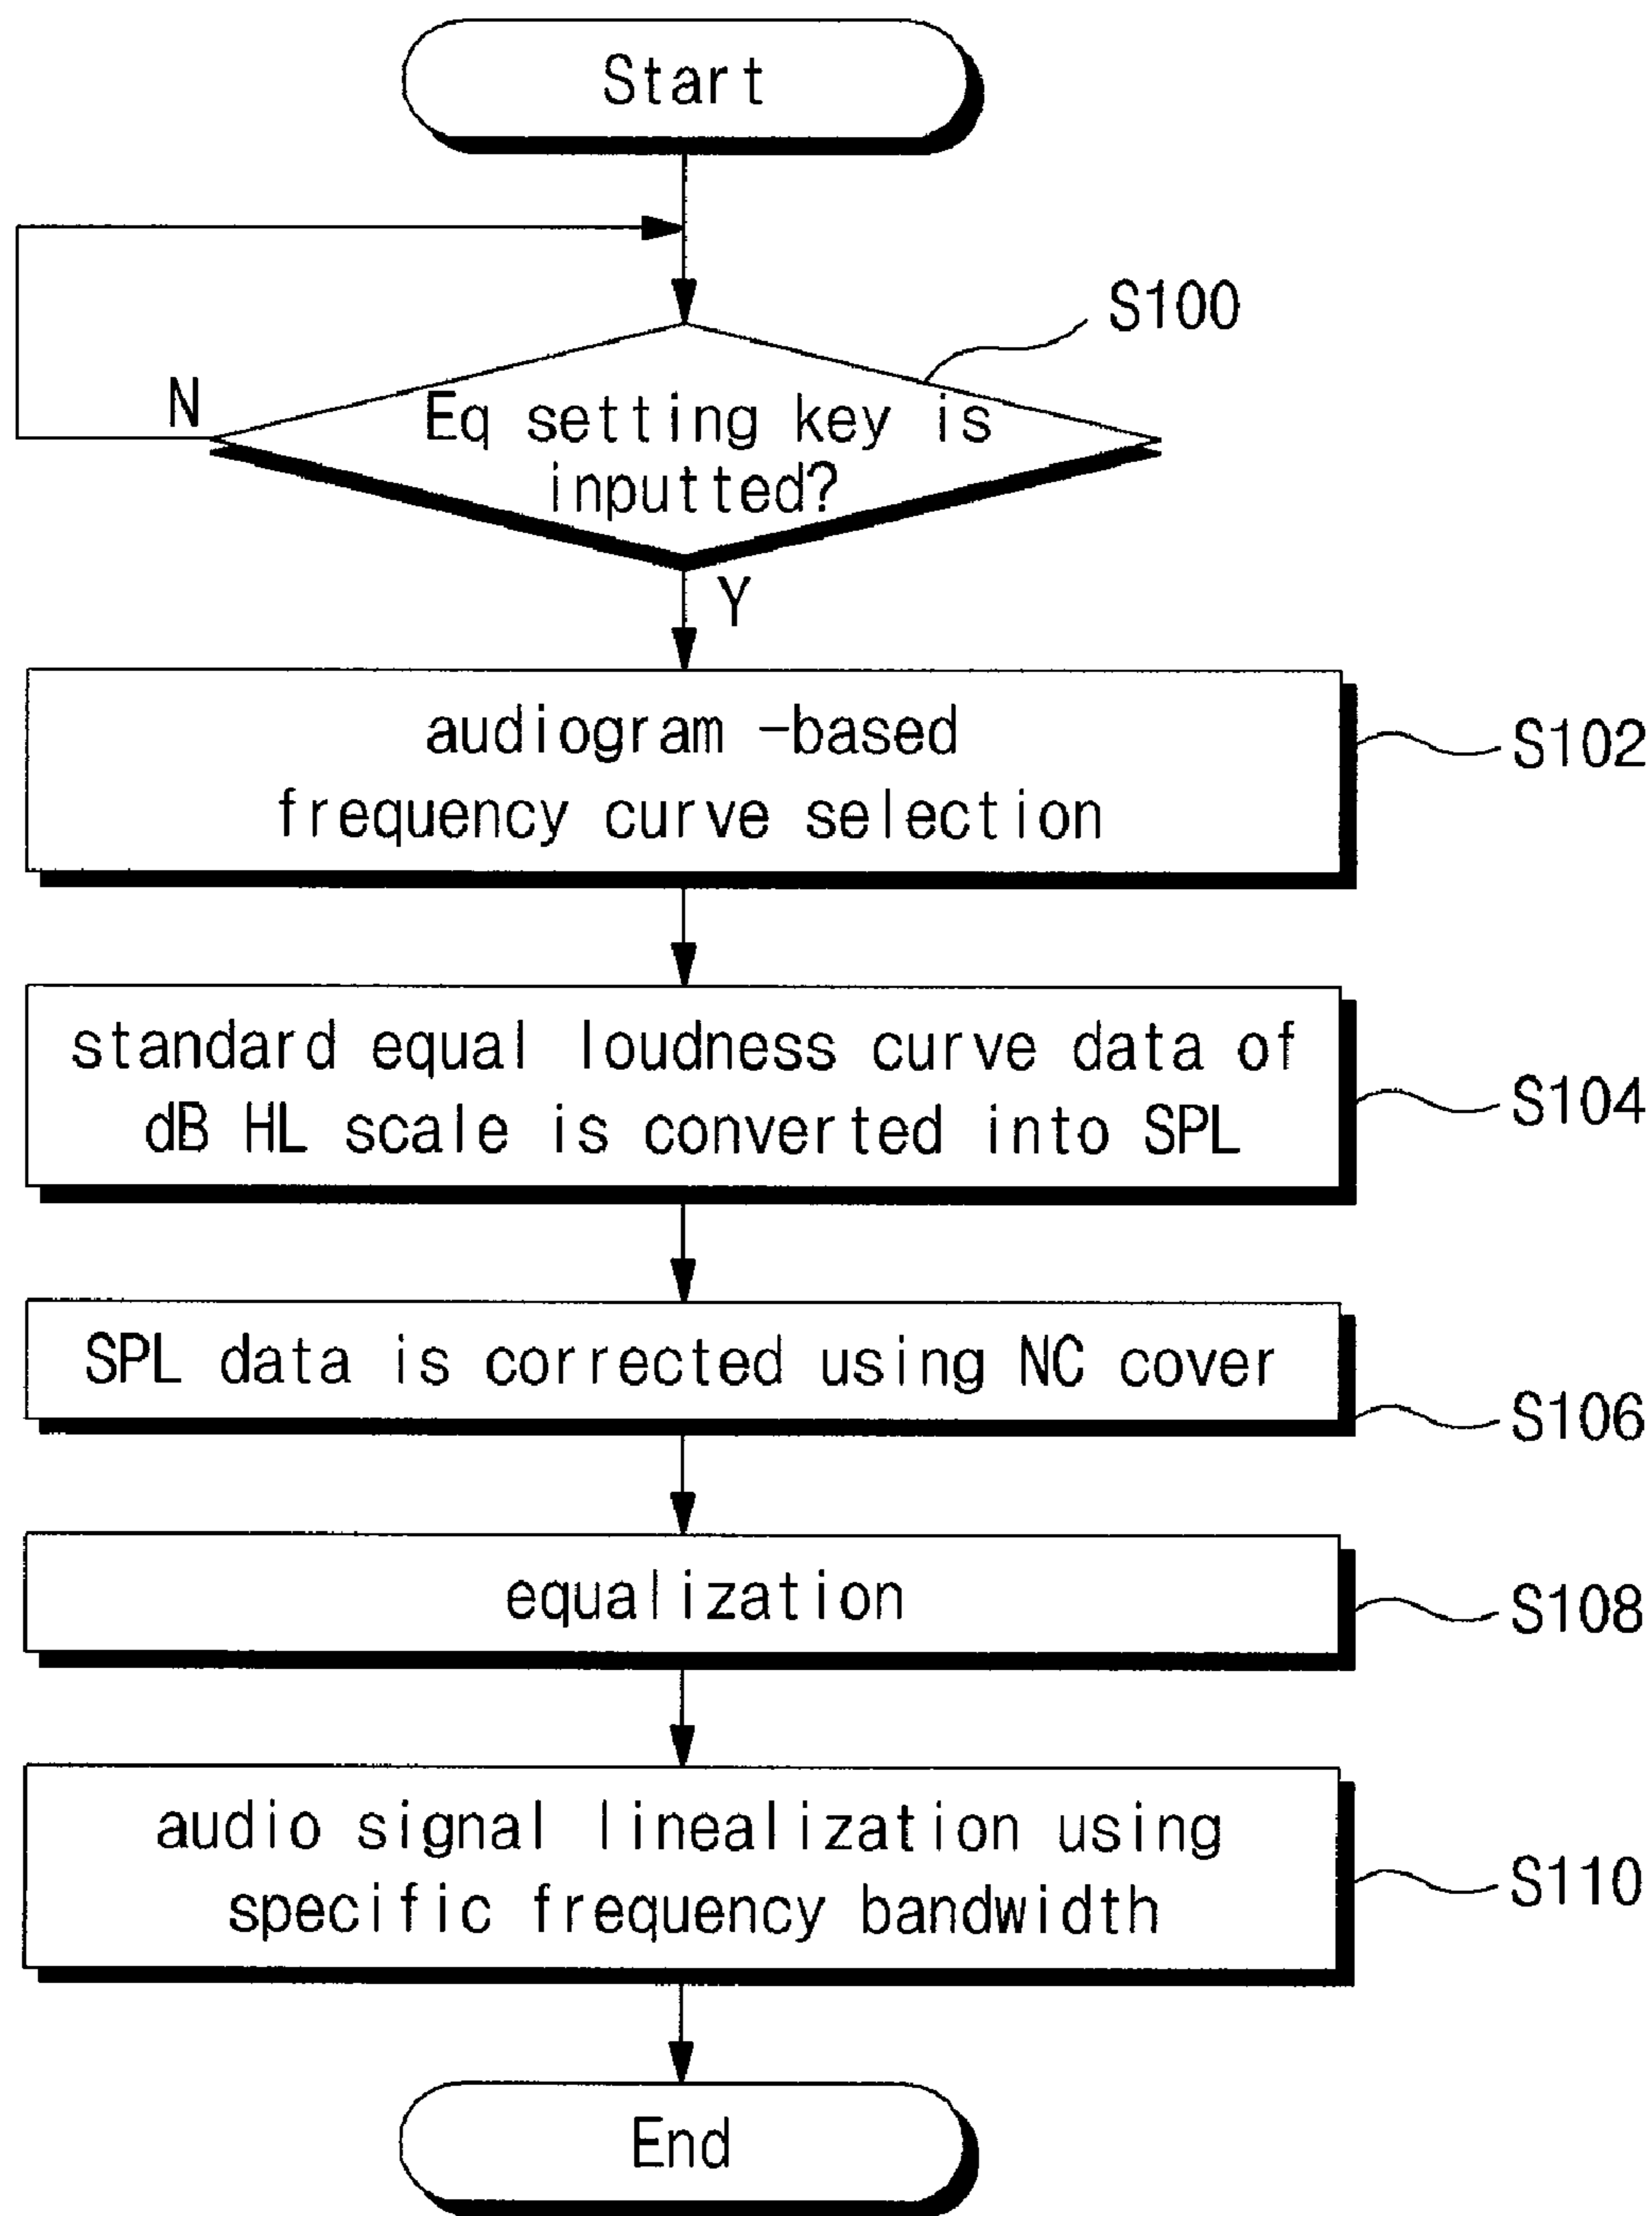 Start
S100
N
Eq setting key is
inputted?
Y
audiogram -based
frequency curve selection
S102
standard equal loudness curve data of
dB HL scale is converted into SPL
S104
SPL data is corrected using NC cover
S106
equalization
S108
audio signal linealization using
specific frequency bandwidth
S110
End